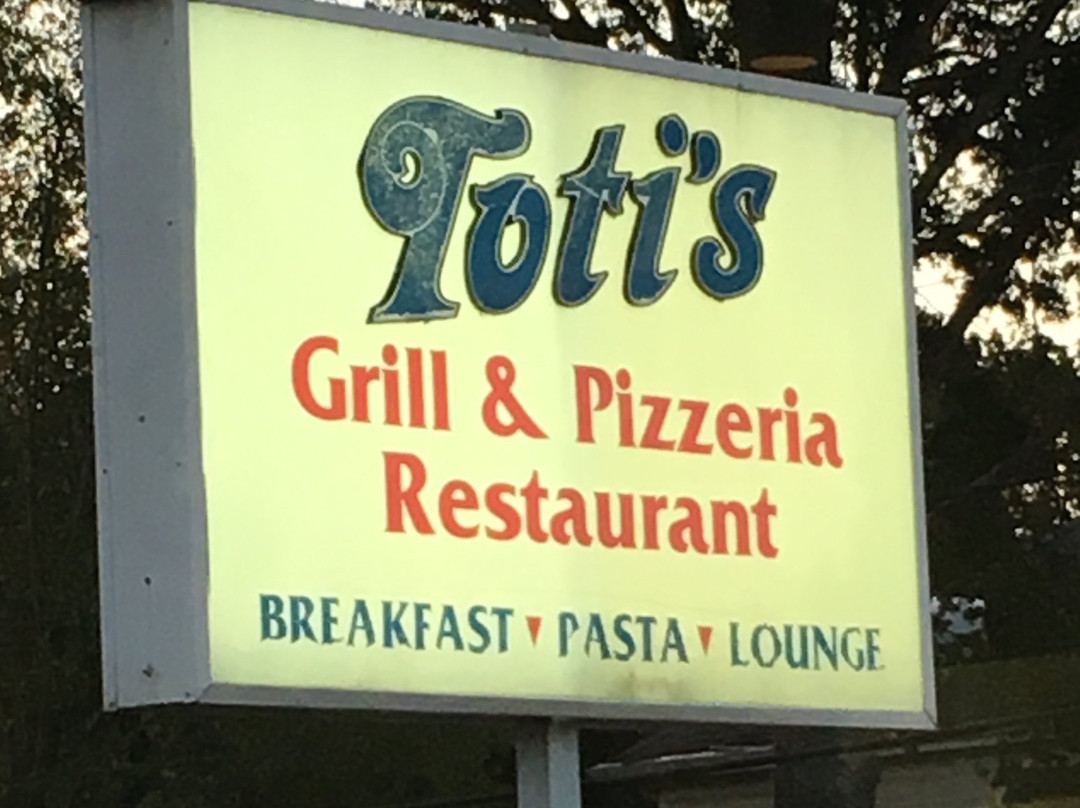 Toti's
Grill & Pizzeria
Restaurant
BREAKFAST ▾ PASTA ▾ LOUNGE